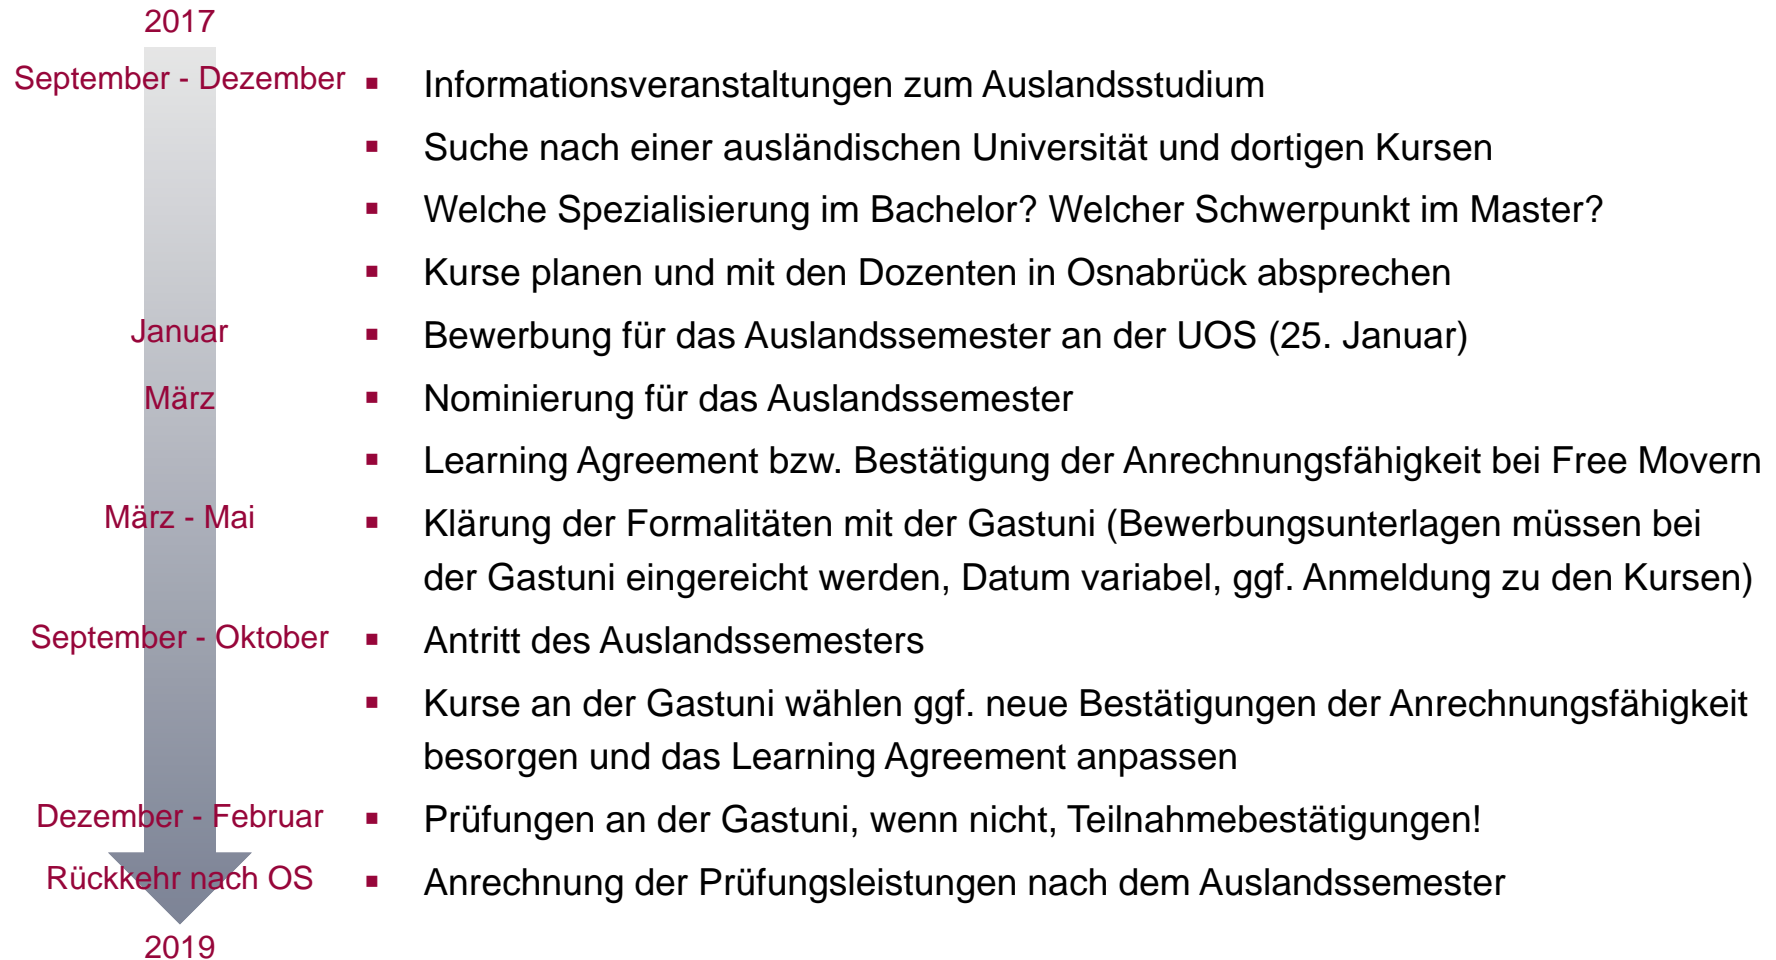 2017
September - Dezember ▪ Informationsveranstaltungen zum Auslandsstudium
▪ Suche nach einer ausländischen Universität und dortigen Kursen
▪ Welche Spezialisierung im Bachelor? Welcher Schwerpunkt im Master?
▪ Kurse planen und mit den Dozenten in Osnabrück absprechen
Januar ▪ Bewerbung für das Auslandssemester an der UOS (25. Januar)
März ▪ Nominierung für das Auslandssemester
▪ Learning Agreement bzw. Bestätigung der Anrechnungsfähigkeit bei Free Movern
März - Mai ▪ Klärung der Formalitäten mit der Gastuni (Bewerbungsunterlagen müssen bei
der Gastuni eingereicht werden, Datum variabel, ggf. Anmeldung zu den Kursen)
September - Oktober ▪ Antritt des Auslandssemesters
▪ Kurse an der Gastuni wählen ggf. neue Bestätigungen der Anrechnungsfähigkeit
besorgen und das Learning Agreement anpassen
Dezember - Februar ▪ Prüfungen an der Gastuni, wenn nicht, Teilnahmebestätigungen!
Rückkehr nach OS ▪ Anrechnung der Prüfungsleistungen nach dem Auslandssemester
2019